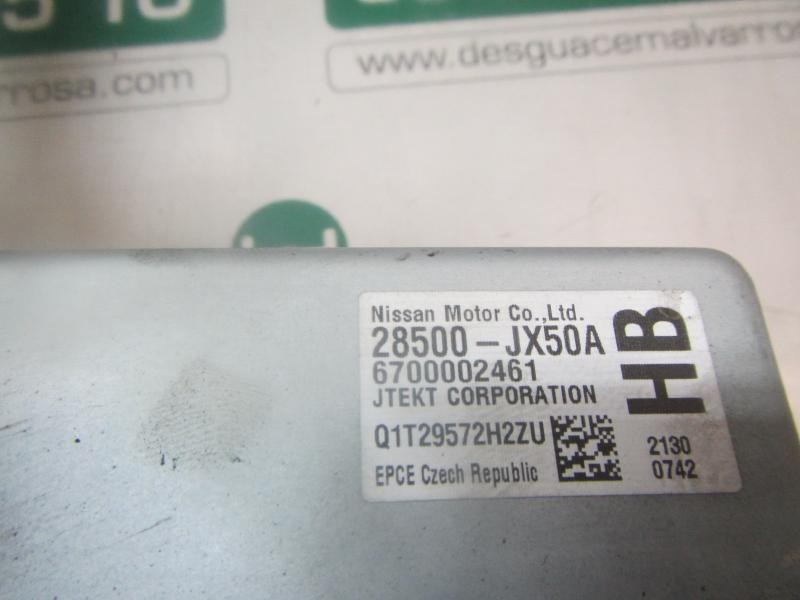 www.desguacemalvarros
rrosa.com
Nissan Motor Co.,Ltd.
28500-JX50A
6700002461
JTEKT CORPORATION
HB
Q1T29572H2ZU
2130
EPCE Czech Republic
0742